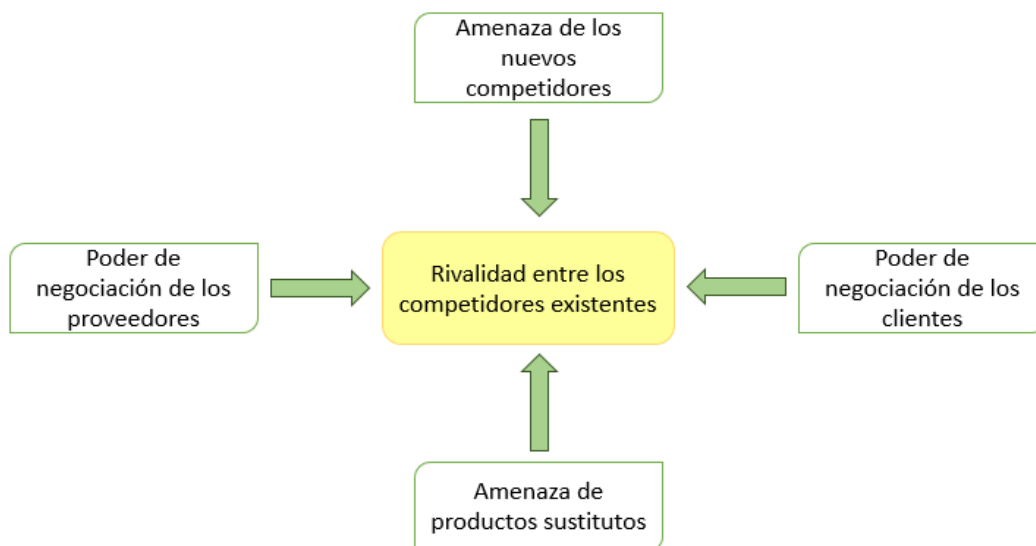 Amenaza de los
nuevos
competidores
Poder de
negociación de los
proveedores
Rivalidad entre los
competidores existentes
Poder de
negociación de los
clientes
Amenaza de
productos sustitutos